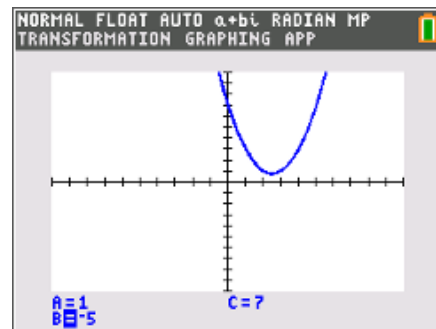 NORMAL FLOAT AUTO a+bi RADIAN MP
TRANSFORMATION GRAPHING APP
A=1 C=7
B=-5